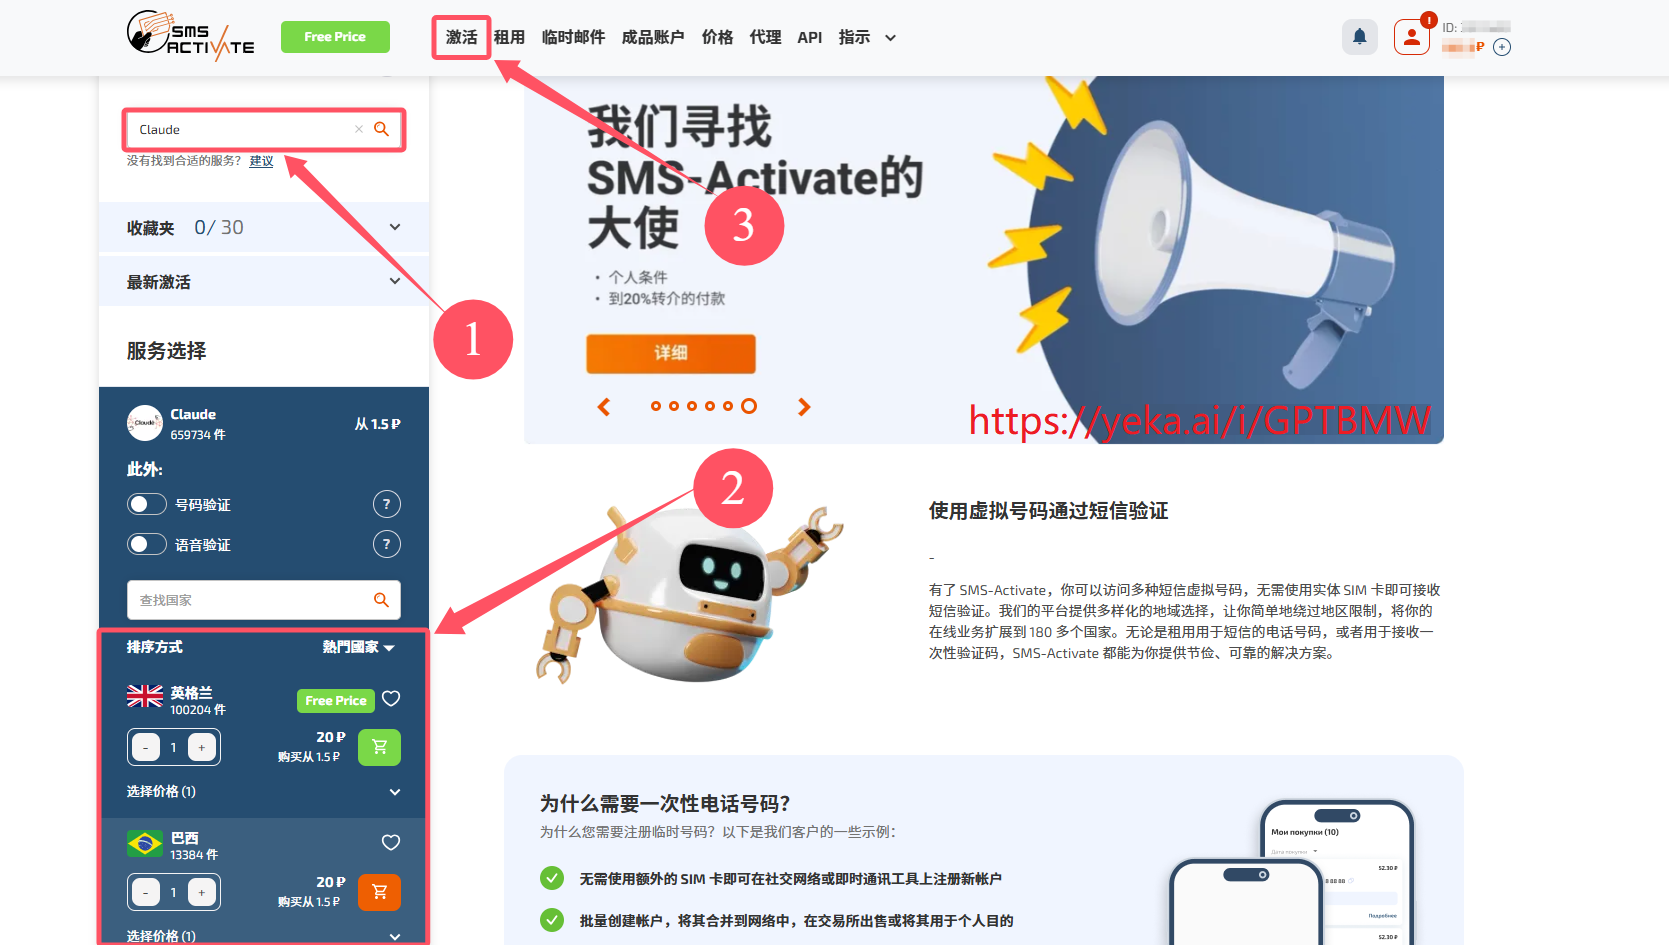 SMS
ACTIVATE
Free Price
激活
租用
临时邮件
成品账户
价格
代理
API
指示
!
ID:
₽
Claude
没有找到合适的服务？ 建议
收藏夹 0/ 30
最新激活
服务选择
Claude
Claude
659734 件
从 1.5 ₽
此外:
号码验证 ?
语音验证 ?
查找国家
排序方式 熱門國家
英格兰
100204 件
Free Price
- 1 +
20 ₽
购买从 1.5 ₽
选择价格 (1)
巴西
13384 件
- 1 +
20 ₽
购买从 1.5 ₽
选择价格 (1)
1
2
3
我们寻找
SMS-Activate的
大使
• 个人条件
• 到20%转介的付款
详细
https://yeka.ai/i/GPTBMW
使用虚拟号码通过短信验证
-
有了 SMS-Activate，你可以访问多种短信虚拟号码，无需使用实体 SIM 卡即可接收
短信验证。我们的平台提供多样化的地域选择，让你简单地绕过地区限制，将你的
在线业务扩展到 180 多个国家。无论是租用用于短信的电话号码，或者用于接收一
次性验证码，SMS-Activate 都能为你提供节俭、可靠的解决方案。
为什么需要一次性电话号码？
为什么您需要注册临时号码？以下是我们客户的一些示例：
无需使用额外的 SIM 卡即可在社交网络或即时通讯工具上注册新帐户
批量创建帐户，将其合并到网络中，在交易所出售或将其用于个人目的
Мои покупки (10)
Дата покупки
52.30 ₽
8 88 88
Подробнее
52.30 ₽